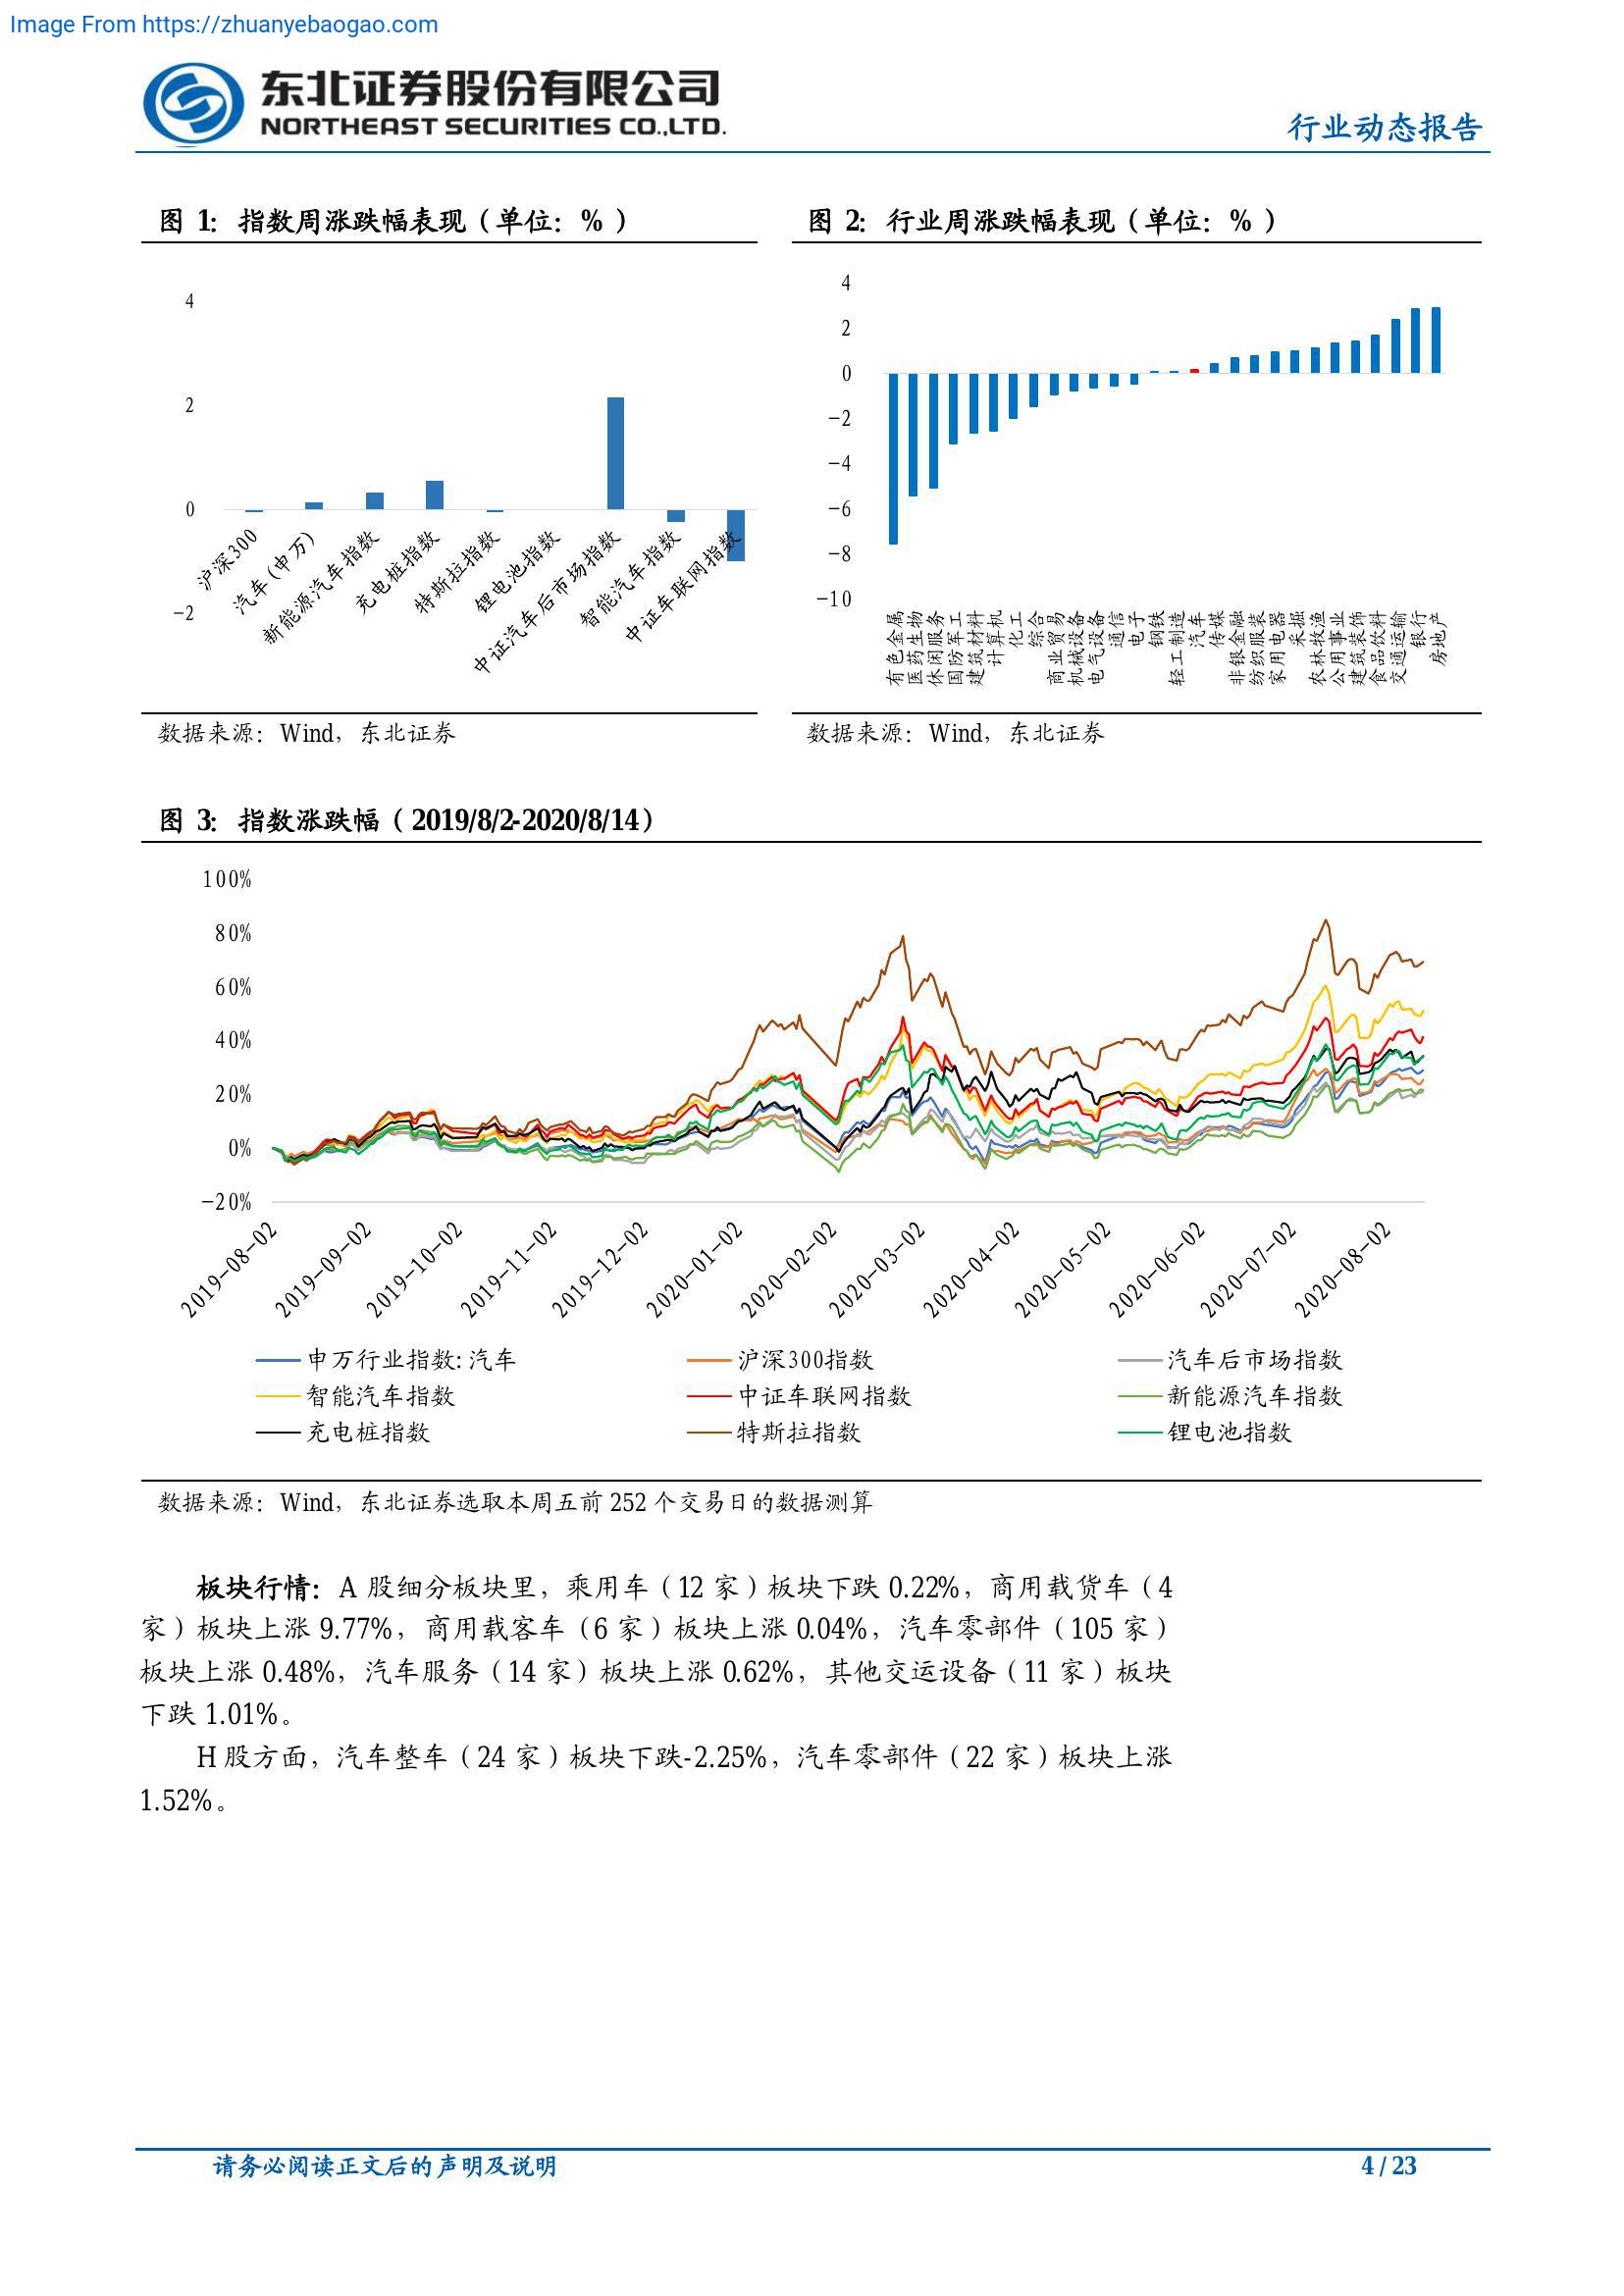 Image From https://zhuanyebaogao.com
东北证券股份有限公司
NORTHEAST SECURITIES CO.,LTD.
行业动态报告
图 1：指数周涨跌幅表现（单位：%）
4
2
0
-2
沪深300
汽车(申万)
新能源汽车指数
充电桩指数
特斯拉指数
锂电池指数
中证汽车后市场指数
智能汽车指数
中证车联网指数
数据来源：Wind，东北证券
图 2：行业周涨跌幅表现（单位：%）
4
2
0
-2
-4
-6
-8
-10
有色金属
医药生物
休闲服务
国防军工
建筑材料
计算机
化工
综合
商业贸易
机械设备
电气设备
通信
电子
钢铁
轻工制造
汽车
传媒
非银金融
纺织服装
家用电器
采掘
农林牧渔
公用事业
建筑装饰
食品饮料
交通运输
银行
房地产
数据来源：Wind，东北证券
图 3：指数涨跌幅（2019/8/2-2020/8/14）
100%
80%
60%
40%
20%
0%
-20%
2019-08-02
2019-09-02
2019-10-02
2019-11-02
2019-12-02
2020-01-02
2020-02-02
2020-03-02
2020-04-02
2020-05-02
2020-06-02
2020-07-02
2020-08-02
申万行业指数:汽车
沪深300指数
汽车后市场指数
智能汽车指数
中证车联网指数
新能源汽车指数
充电桩指数
特斯拉指数
锂电池指数
数据来源：Wind，东北证券选取本周五前 252 个交易日的数据测算
板块行情：A 股细分板块里，乘用车（12 家）板块下跌 0.22%，商用载货车（4
家）板块上涨 9.77%，商用载客车（6 家）板块上涨 0.04%，汽车零部件（105 家）
板块上涨 0.48%，汽车服务（14 家）板块上涨 0.62%，其他交运设备（11 家）板块
下跌 1.01%。
H 股方面，汽车整车（24 家）板块下跌-2.25%，汽车零部件（22 家）板块上涨
1.52%。
请务必阅读正文后的声明及说明
4 / 23